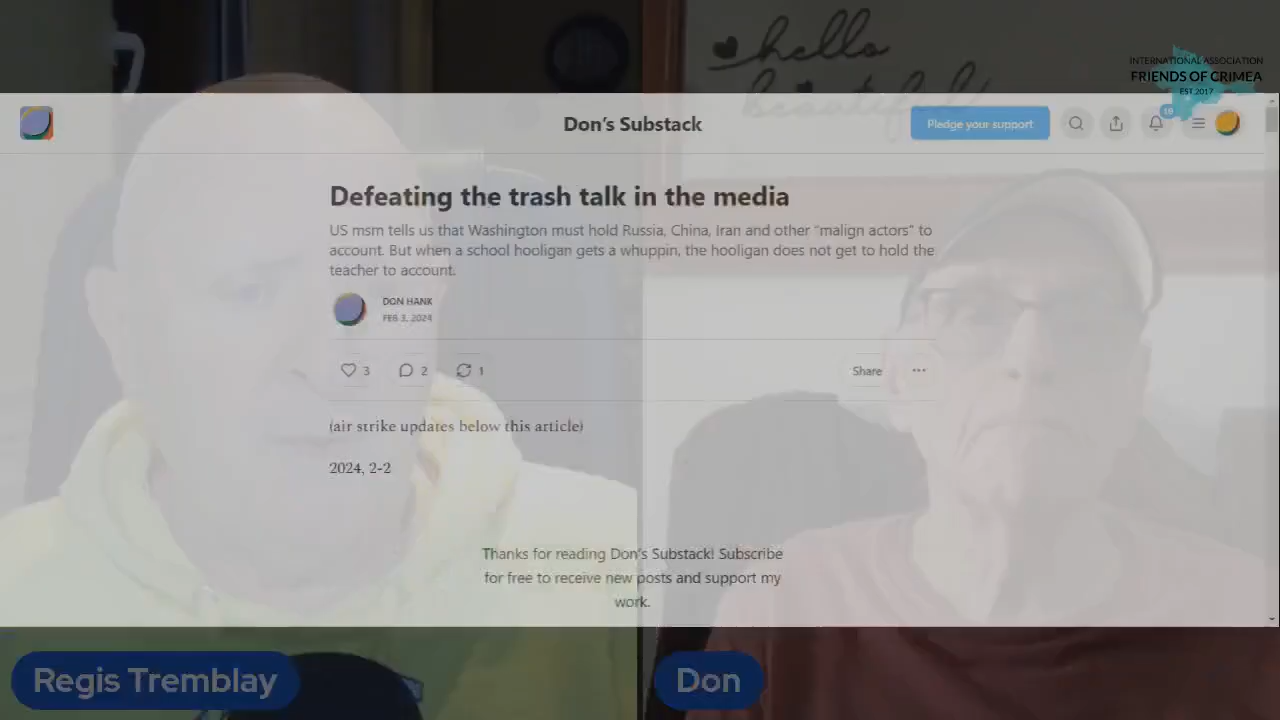 hello
beautiful
INTERNATIONAL ASSOCIATION
FRIENDS OF CRIMEA
EST.2017
Don's Substack
Pledge your support
19
Defeating the trash talk in the media
US msm tells us that Washington must hold Russia, China, Iran and other "malign actors" to
account. But when a school hooligan gets a whuppin, the hooligan does not get to hold the
teacher to account.
DON HANK
FEB 3, 2024
3
2
1
Share
(air strike updates below this article)
2024, 2-2
Thanks for reading Don's Substack! Subscribe
for free to receive new posts and support my
work.
Regis Tremblay
Don